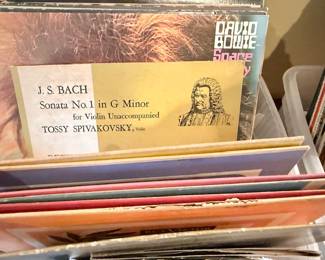 DAVID
BOWIE
Space
J. S. BACH
Sonata No. 1 in G Minor
for Violin Unaccompanied
TOSSY SPIVAKOVSKY, Violin